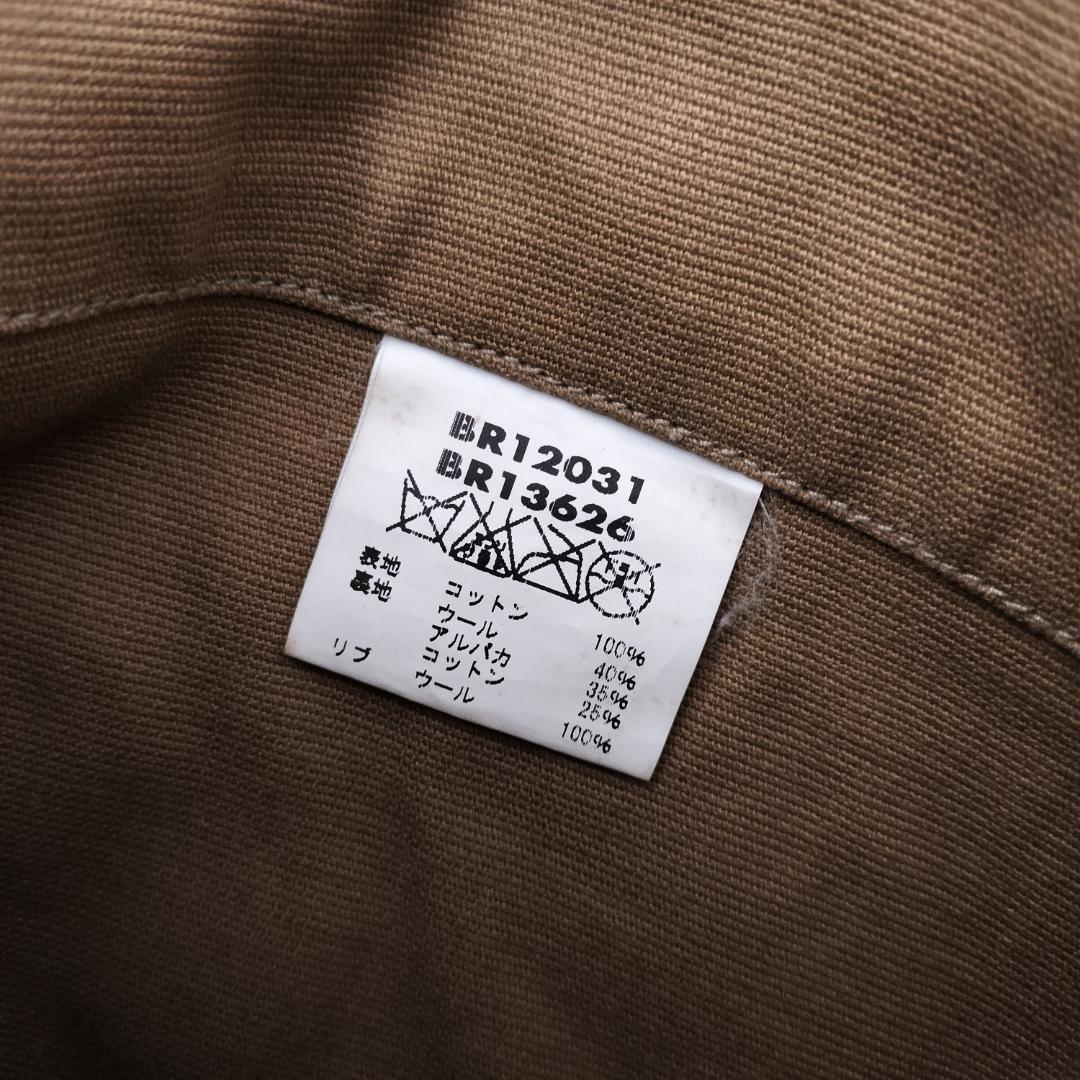 BR12031
BR13626
表地 コットン 100%
裏地 ウール 40%
アルパカ 35%
コットン 25%
リブ ウール 100%